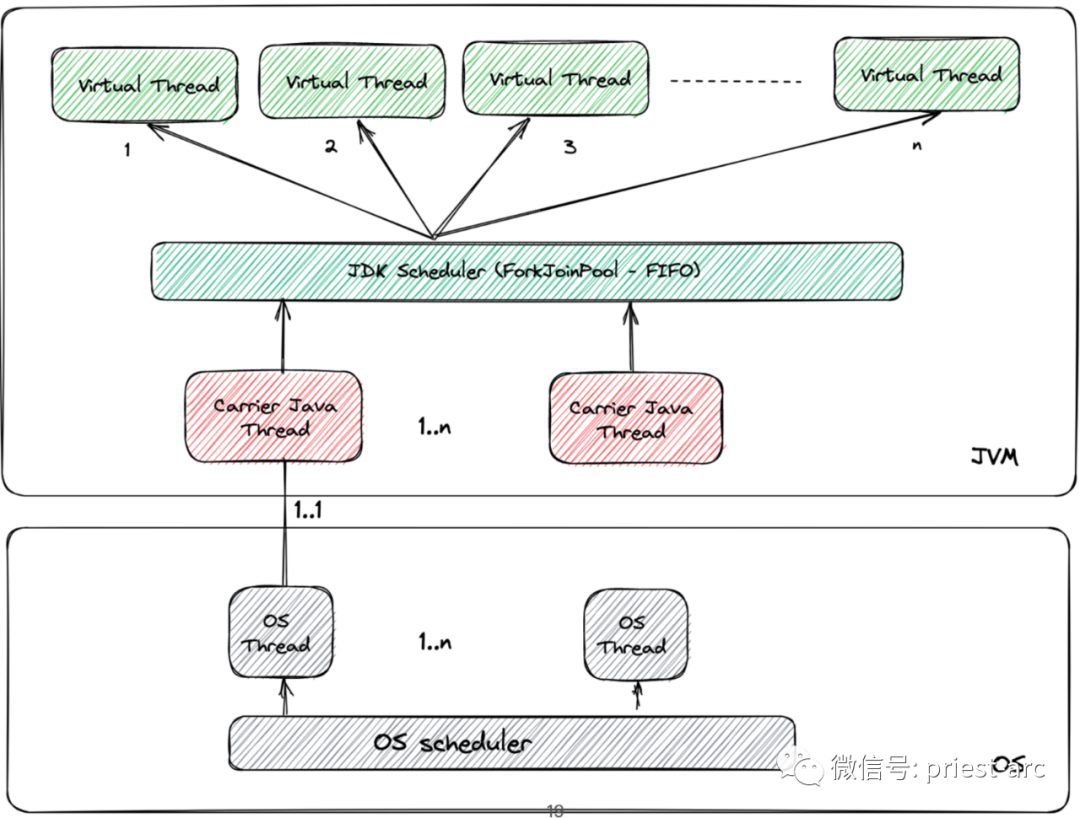 Virtual Thread
Virtual Thread
Virtual Thread
Virtual Thread
1
2
3
n
JDK Scheduler (ForkJoinPool - FIFO)
Carrier Java
Thread
1..n
Carrier Java
Thread
JVM
1..1
OS
Thread
1..n
OS
Thread
OS scheduler
OS
微信号: priest-arc
19